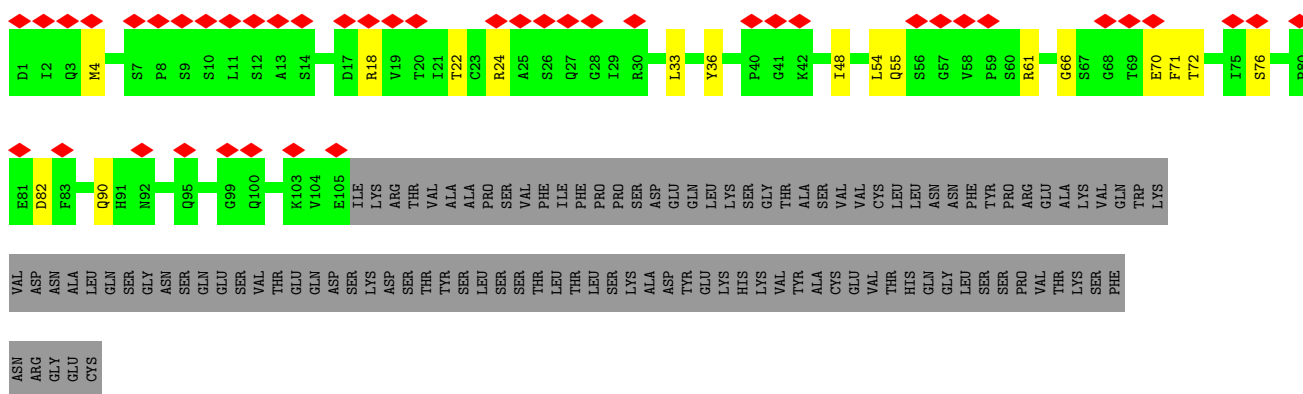 D1 I2 Q3 M4 S7 P8 S9 S10 L11 S12 A13 S14 D17 R18 V19 T20 I21 T22 C23 R24 A25 S26 Q27 G28 I29 R30 L33 Y36 P40 G41 K42 I48 L54 Q55 S56 G57 V58 P59 S60 R61 G66 S67 G68 T69 E70 F71 T72 I75 S76 P80
E81 D82 F83 Q90 H91 N92 Q95 G99 Q100 K103 V104 E105 ILE LYS ARG THR VAL ALA ALA PRO SER VAL PHE ILE PHE PRO PRO SER ASP GLU GLN LEU LYS SER GLY THR ALA SER VAL VAL CYS LEU LEU ASN ASN PHE TYR PRO ARG GLU ALA LYS VAL GLN TRP LYS
VAL ASP ASN ALA LEU GLN SER GLY ASN SER GLN GLU SER VAL THR GLU GLN ASP SER LYS ASP SER THR TYR SER LEU SER SER THR LEU THR LEU SER LYS ALA ASP TYR GLU LYS HIS LYS VAL TYR ALA CYS GLU VAL THR HIS GLN GLY LEU SER SER PRO VAL THR LYS SER PHE
ASN ARG GLY GLU CYS